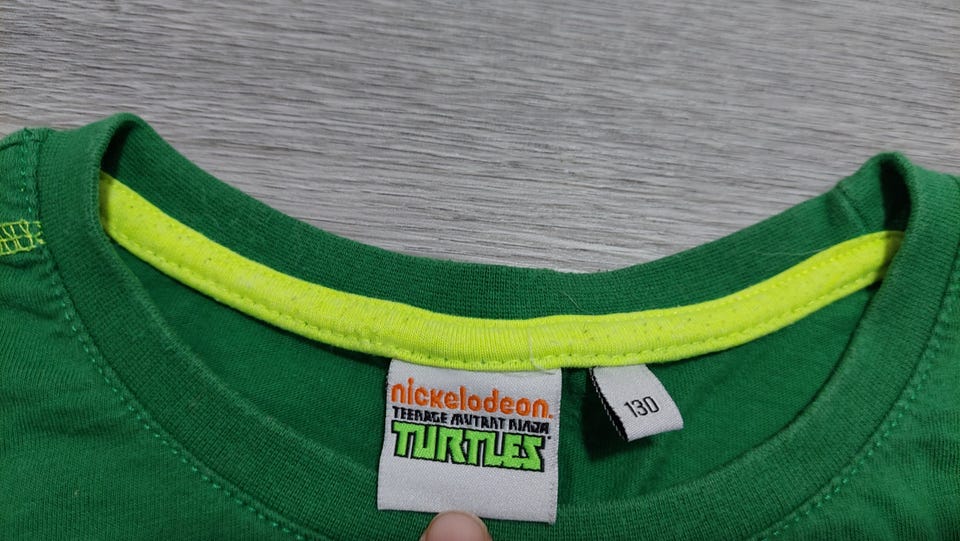 nickelodeon.
TEENAGE MUTANT NINJA
TURTLES
130